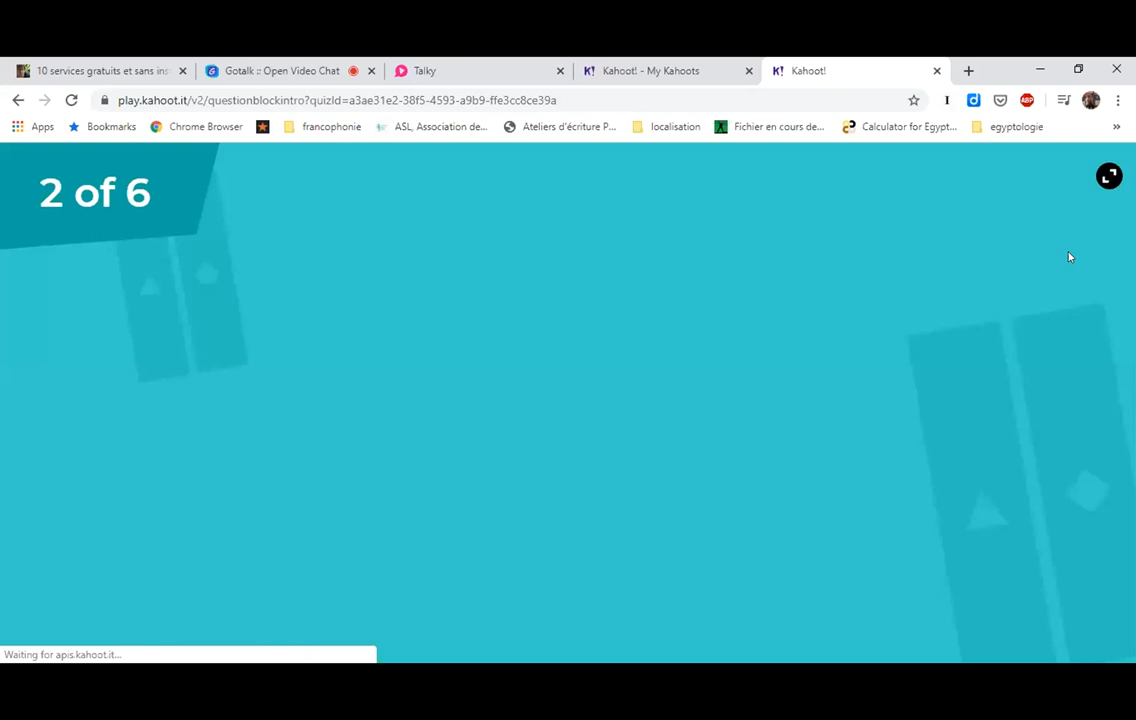 10 services gratuits et sans ins
Gotalk :: Open Video Chat
Talky
Kahoot! - My Kahoots
Kahoot!
play.kahoot.it/v2/questionblockintro?quizId=a3ae31e2-38f5-4593-a9b9-ffe3cc8ce39a
Apps
Bookmarks
Chrome Browser
francophonie
ASL, Association de...
Ateliers d'écriture P...
localisation
Fichier en cours de...
Calculator for Egypt...
egyptologie
2 of 6
Waiting for apis.kahoot.it...